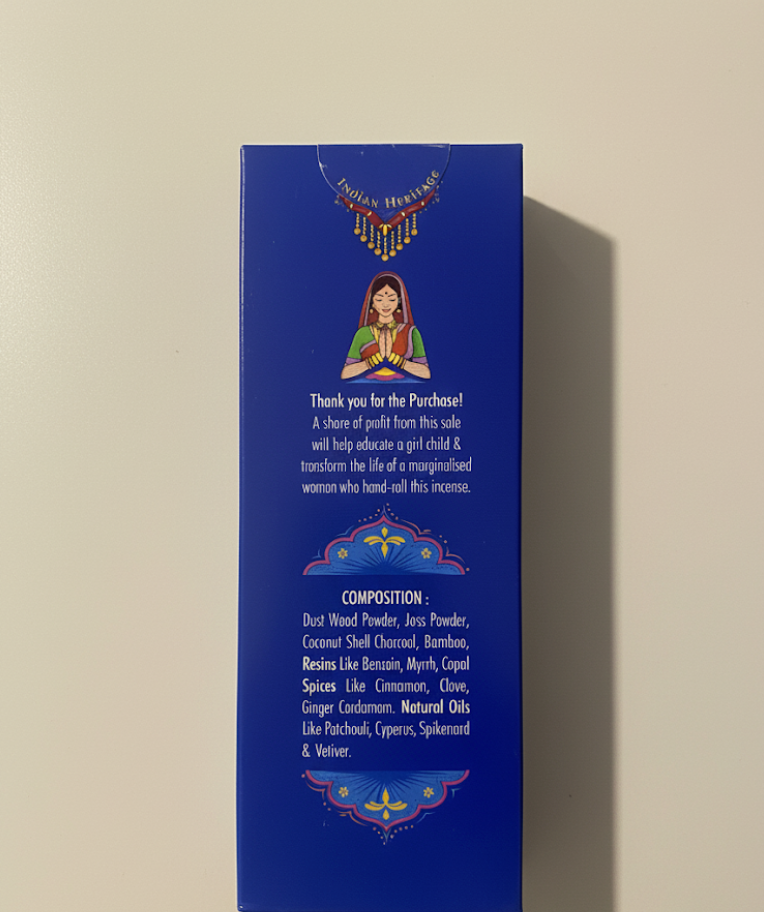 INDIAN HERITAGE
Thank you for the Purchase!
A share of profit from this sale
will help educate a girl child &
transform the life of a marginalised
woman who hand-roll this incense.
COMPOSITION :
Dust Wood Powder, Joss Powder,
Coconut Shell Charcoal, Bamboo,
Resins Like Benzoin, Myrrh, Copal
Spices Like Cinnamon, Clove,
Ginger Cardamom. Natural Oils
Like Patchouli, Cyperus, Spikenard
& Vetiver.